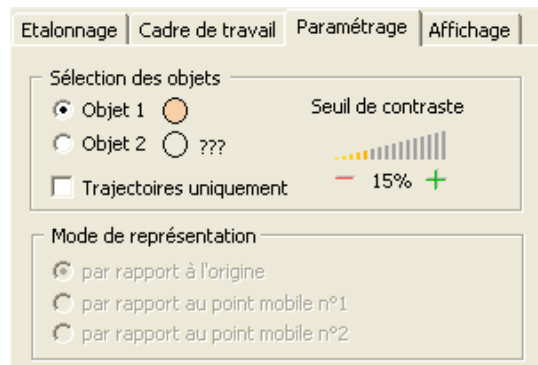 Etalonnage Cadre de travail Paramétrage Affichage
Sélection des objets
Objet 1 Seuil de contraste
Objet 2 ???
Trajectoires uniquement 15%
Mode de représentation
par rapport à l'origine
par rapport au point mobile n°1
par rapport au point mobile n°2